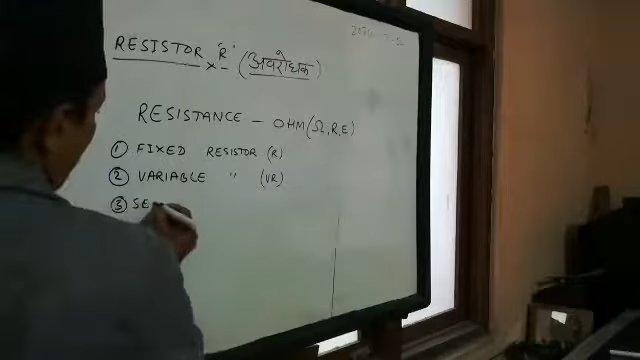 RESISTOR 'R' (अवरोधक)
RESISTANCE - OHM (Ω, R, E)
① FIXED RESISTOR (R)
② VARIABLE " (VR)
③ SE